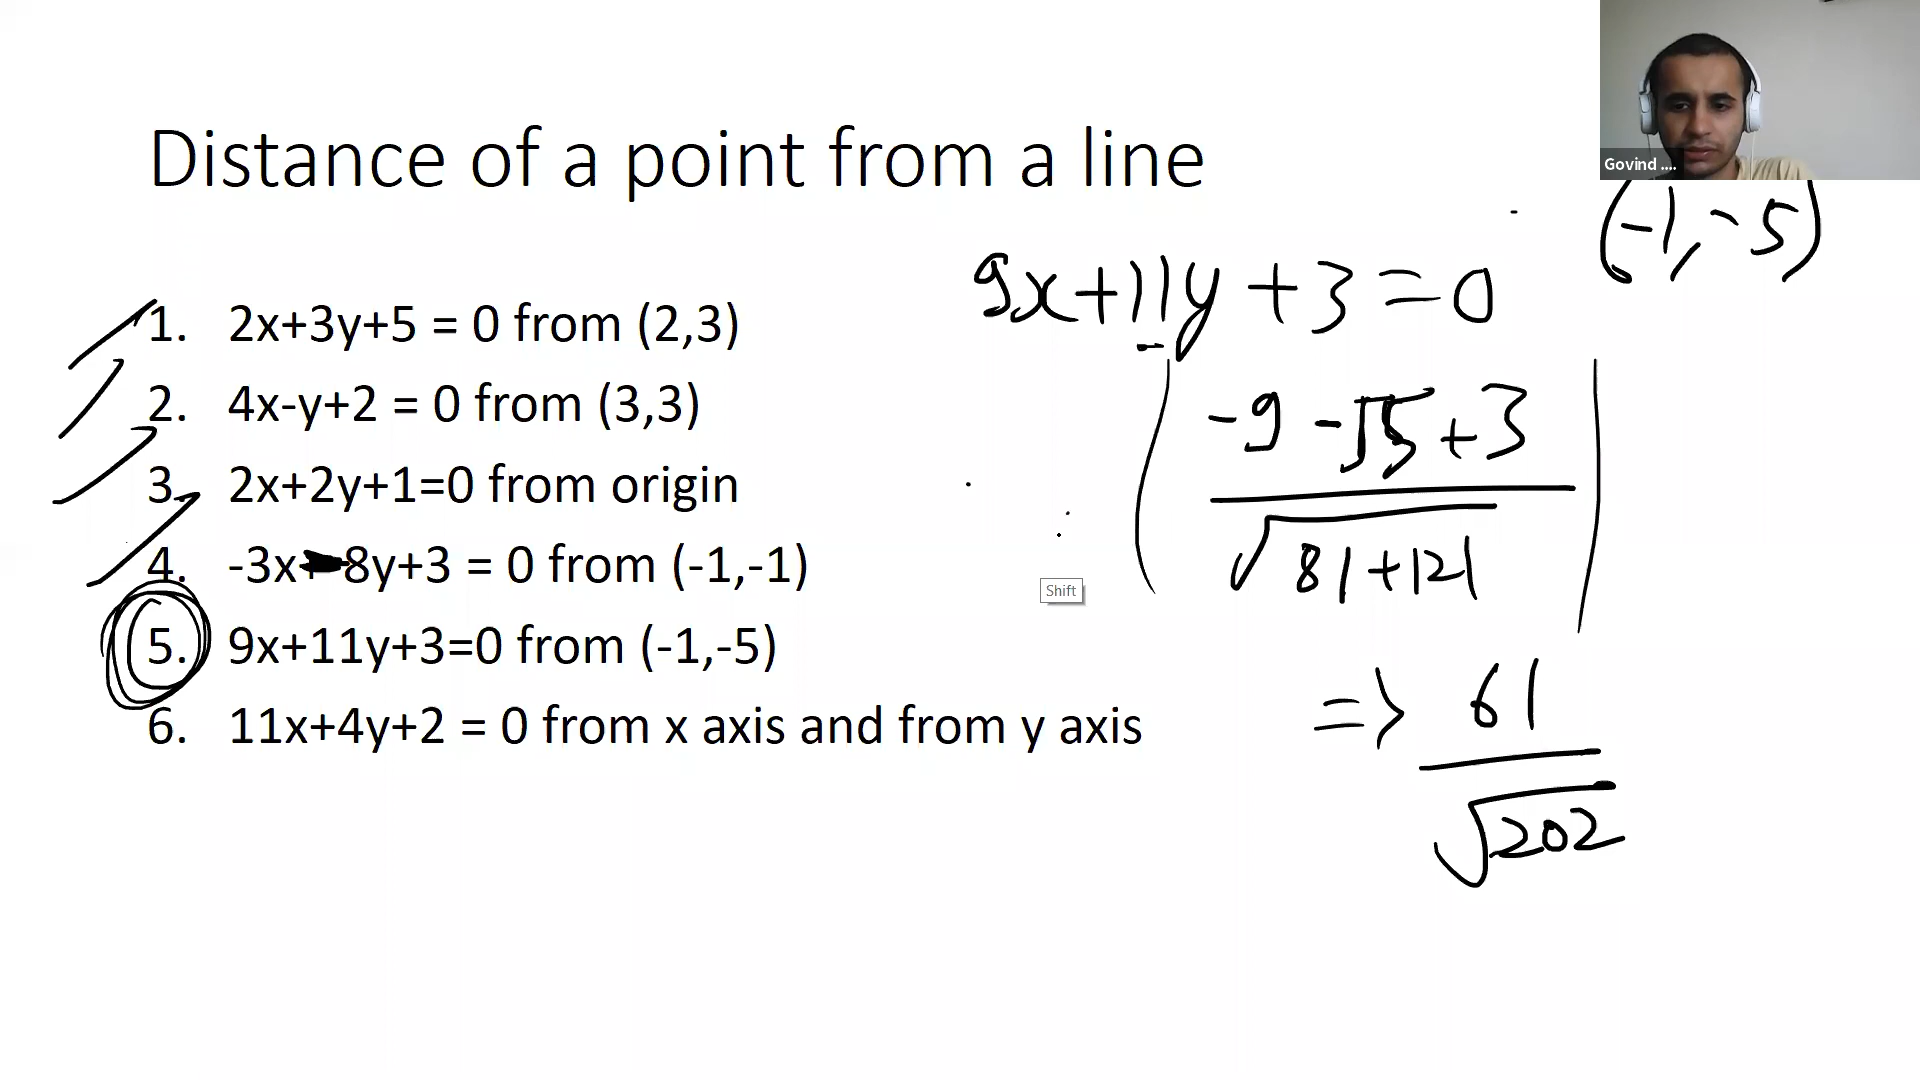 Govind ....
Distance of a point from a line
(-1, -5)
9x+11y+3=0
1. 2x+3y+5 = 0 from (2,3)
2. 4x-y+2 = 0 from (3,3)
3. 2x+2y+1=0 from origin
4. -3x-8y+3 = 0 from (-1,-1)
5. 9x+11y+3=0 from (-1,-5)
6. 11x+4y+2 = 0 from x axis and from y axis
-9 -55 +3
√81+121
Shift
=> 61
√202